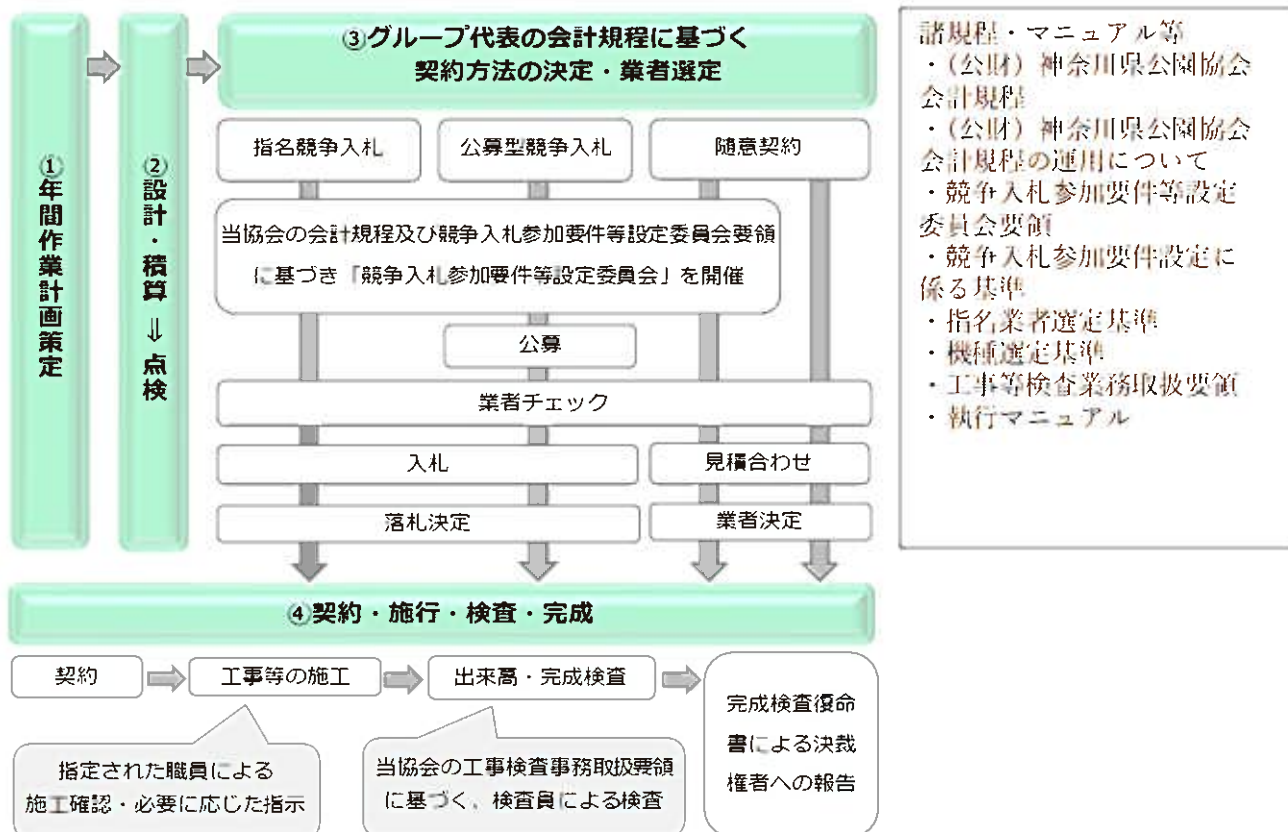 ①年間作業計画策定
②設計・積算⇒点検
③グループ代表の会計規程に基づく
契約方法の決定・業者選定
指名競争入札
公募型競争入札
随意契約
当協会の会計規程及び競争入札参加要件等設定委員会要領
に基づき「競争入札参加要件等設定委員会」を開催
公募
業者チェック
入札
見積合わせ
落札決定
業者決定
④契約・施行・検査・完成
契約
工事等の施工
出来高・完成検査
完成検査復命
書による決裁
権者への報告
指定された職員による
施工確認・必要に応じた指示
当協会の工事検査事務取扱要領
に基づく、検査員による検査
諸規程・マニュアル等
・(公財)神奈川県公園協会
会計規程
・(公財)神奈川県公園協会
会計規程の運用について
・競争入札参加要件等設定
委員会要領
・競争入札参加要件設定に
係る基準
・指名業者選定基準
・機種選定基準
・工事等検査業務取扱要領
・執行マニュアル